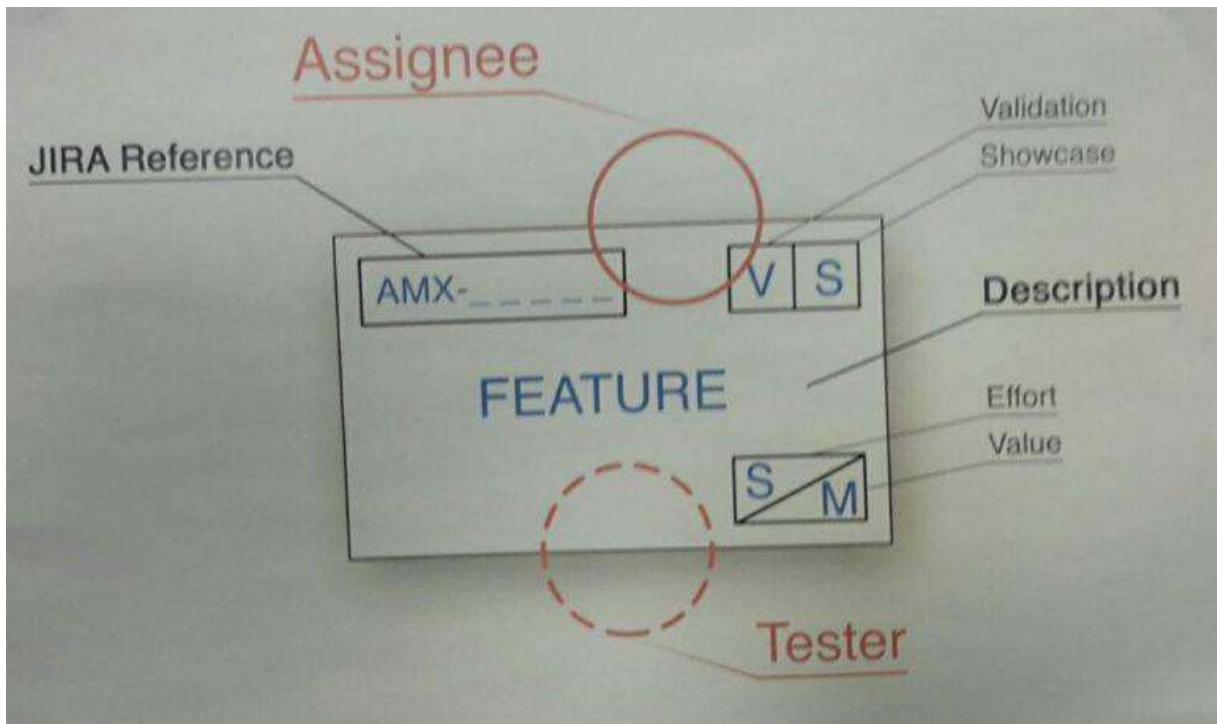 Assignee
Validation
Showcase
JIRA Reference
AMX-_ _ _ _ _
V S
Description
FEATURE
Effort
Value
S
M
Tester